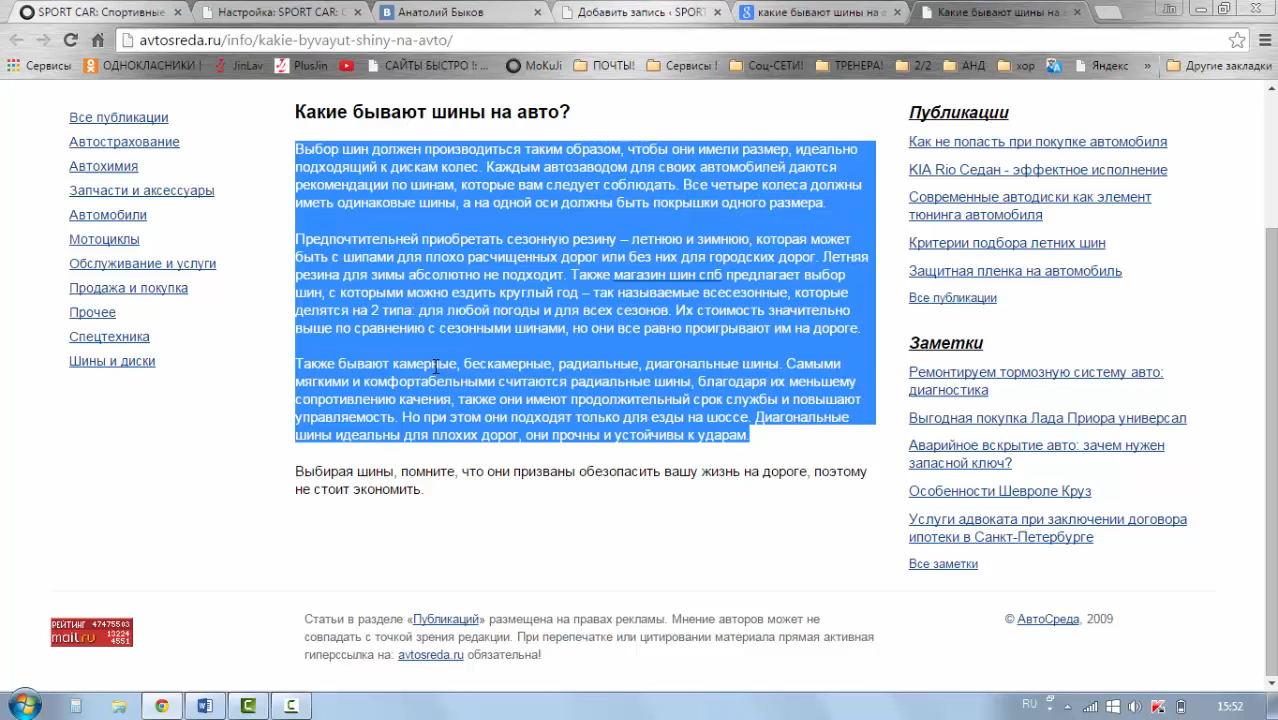 SPORT CAR: Спортивные
Настройка: SPORT CAR: С
Анатолий Быков
Добавить запись ‹ SPORT
какие бывают шины на а
Какие бывают шины на
Jin
avtosreda.ru/info/kakie-byvayut-shiny-na-avto/
Сервисы
ОДНОКЛАСНИКИ !
JinLav
PlusJin
САЙТЫ БЫСТРО !: ...
MoKuJi
ПОЧТЫ!
Сервисы !
Соц-СЕТИ!
ТРЕНЕРА!
2/2
АНД
хор
Яндекс
»
Другие закладки
Все публикации
Автострахование
Автохимия
Запчасти и аксессуары
Автомобили
Мотоциклы
Обслуживание и услуги
Продажа и покупка
Прочее
Спецтехника
Шины и диски
Какие бывают шины на авто?
Выбор шин должен производиться таким образом, чтобы они имели размер, идеально
подходящий к дискам колес. Каждым автозаводом для своих автомобилей даются
рекомендации по шинам, которые вам следует соблюдать. Все четыре колеса должны
иметь одинаковые шины, а на одной оси должны быть покрышки одного размера.
Предпочтительней приобретать сезонную резину – летнюю и зимнюю, которая может
быть с шипами для плохо расчищенных дорог или без них для городских дорог. Летняя
резина для зимы абсолютно не подходит. Также магазин шин спб предлагает выбор
шин, с которыми можно ездить круглый год – так называемые всесезонные, которые
делятся на 2 типа: для любой погоды и для всех сезонов. Их стоимость значительно
выше по сравнению с сезонными шинами, но они все равно проигрывают им на дороге.
Также бывают камерные, бескамерные, радиальные, диагональные шины. Самыми
мягкими и комфортабельными считаются радиальные шины, благодаря их меньшему
сопротивлению качения, также они имеют продолжительный срок службы и повышают
управляемость. Но при этом они подходят только для езды на шоссе. Диагональные
шины идеальны для плохих дорог, они прочны и устойчивы к ударам.
Выбирая шины, помните, что они призваны обезопасить вашу жизнь на дороге, поэтому
не стоит экономить.
Публикации
Как не попасть при покупке автомобиля
KIA Rio Седан - эффектное исполнение
Современные автодиски как элемент
тюнинга автомобиля
Критерии подбора летних шин
Защитная пленка на автомобиль
Все публикации
Заметки
Ремонтируем тормозную систему авто:
диагностика
Выгодная покупка Лада Приора универсал
Аварийное вскрытие авто: зачем нужен
запасной ключ?
Особенности Шевроле Круз
Услуги адвоката при заключении договора
ипотеки в Санкт-Петербурге
Все заметки
РЕЙТИНГ 47475503
mail.ru 13224
4551
Статьи в разделе «Публикаций» размещена на правах рекламы. Мнение авторов может не
совпадать с точкой зрения редакции. При перепечатке или цитировании материала прямая активная
гиперссылка на: avtosreda.ru обязательна!
© АвтоСреда, 2009
RU
15:52